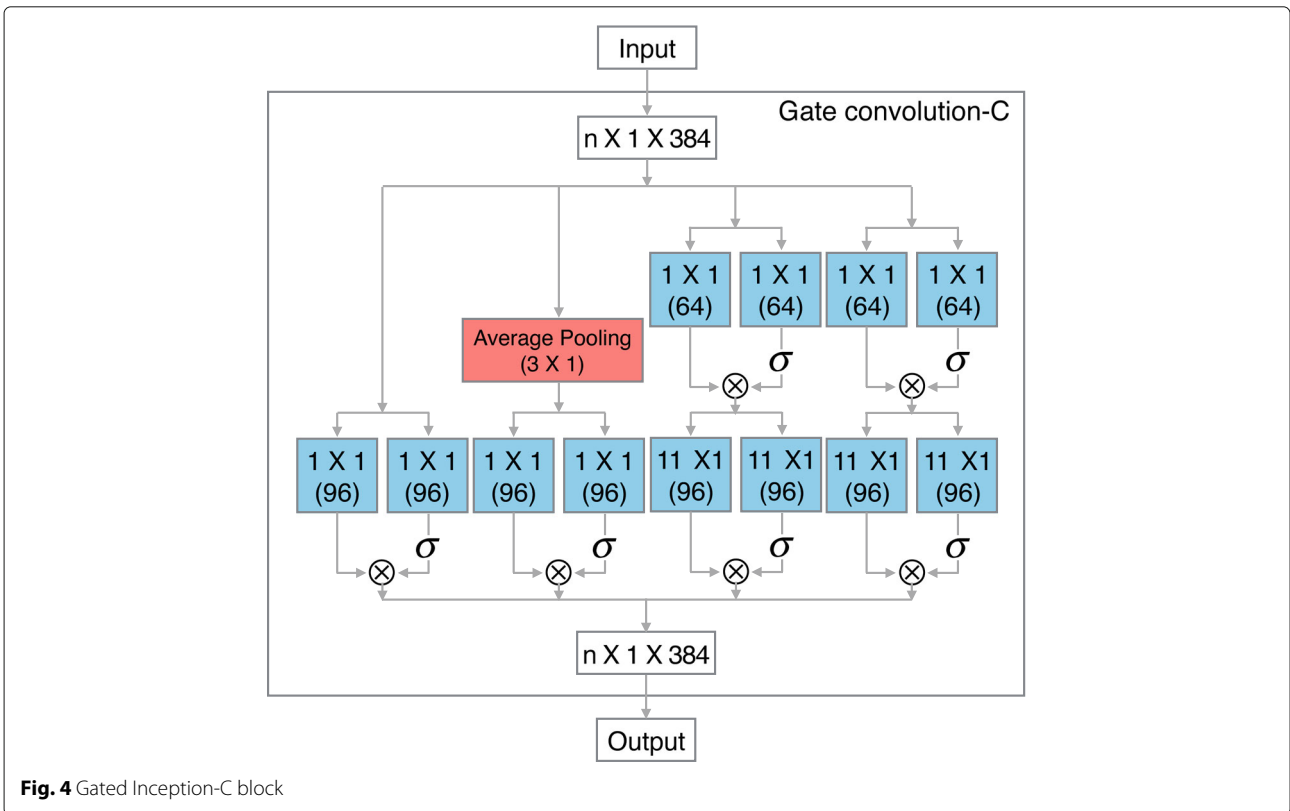 Input
Gate convolution-C
n X 1 X 384
1 X 1
(64)
1 X 1
(64)
1 X 1
(64)
1 X 1
(64)
Average Pooling
(3 X 1)
σ
σ
⊗
⊗
1 X 1
(96)
1 X 1
(96)
1 X 1
(96)
1 X 1
(96)
11 X1
(96)
11 X1
(96)
11 X1
(96)
11 X1
(96)
σ
σ
σ
σ
⊗
⊗
⊗
⊗
n X 1 X 384
Output
Fig. 4 Gated Inception-C block